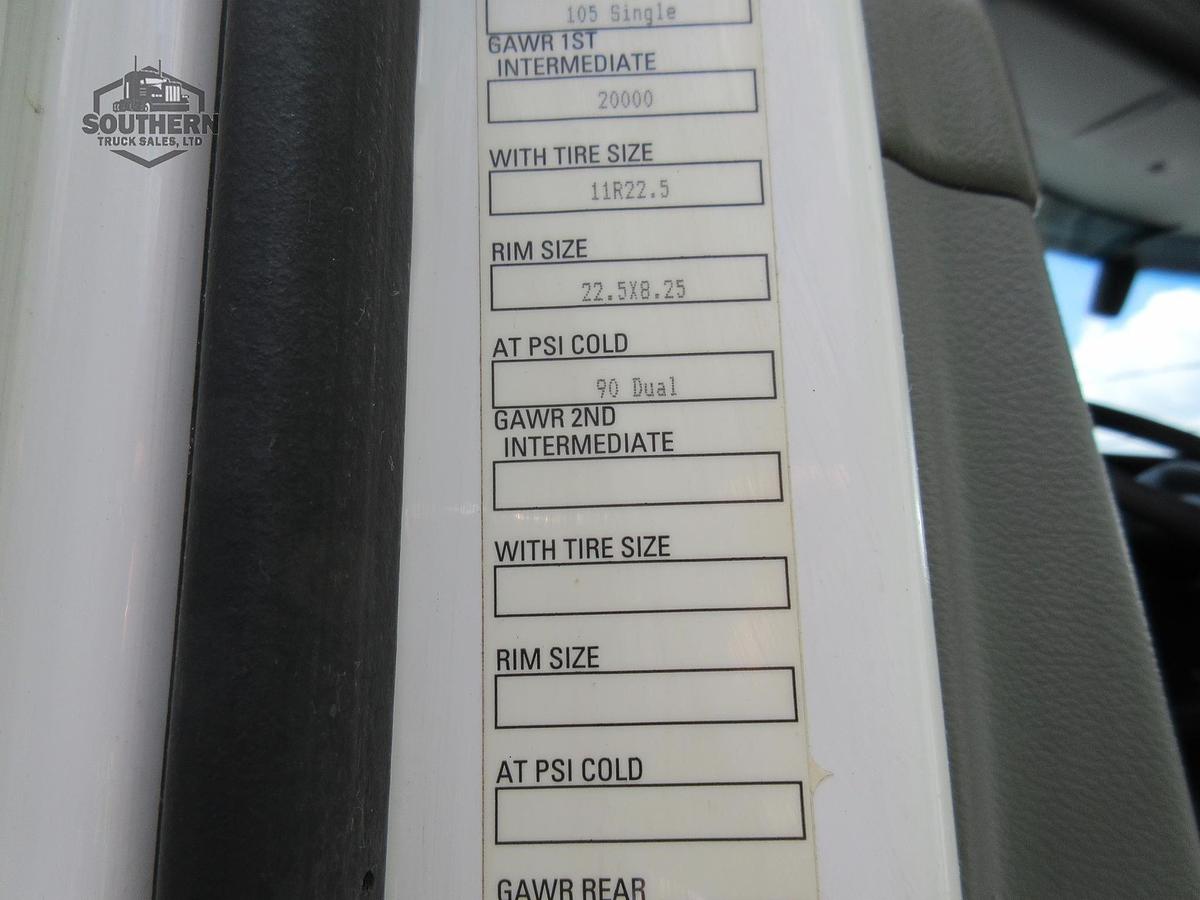 SOUTHERN
TRUCK SALES, LTD
105 Single
GAWR 1ST
INTERMEDIATE
20000
WITH TIRE SIZE
11R22.5
RIM SIZE
22.5X8.25
AT PSI COLD
90 Dual
GAWR 2ND
INTERMEDIATE
WITH TIRE SIZE
RIM SIZE
AT PSI COLD
GAWR REAR